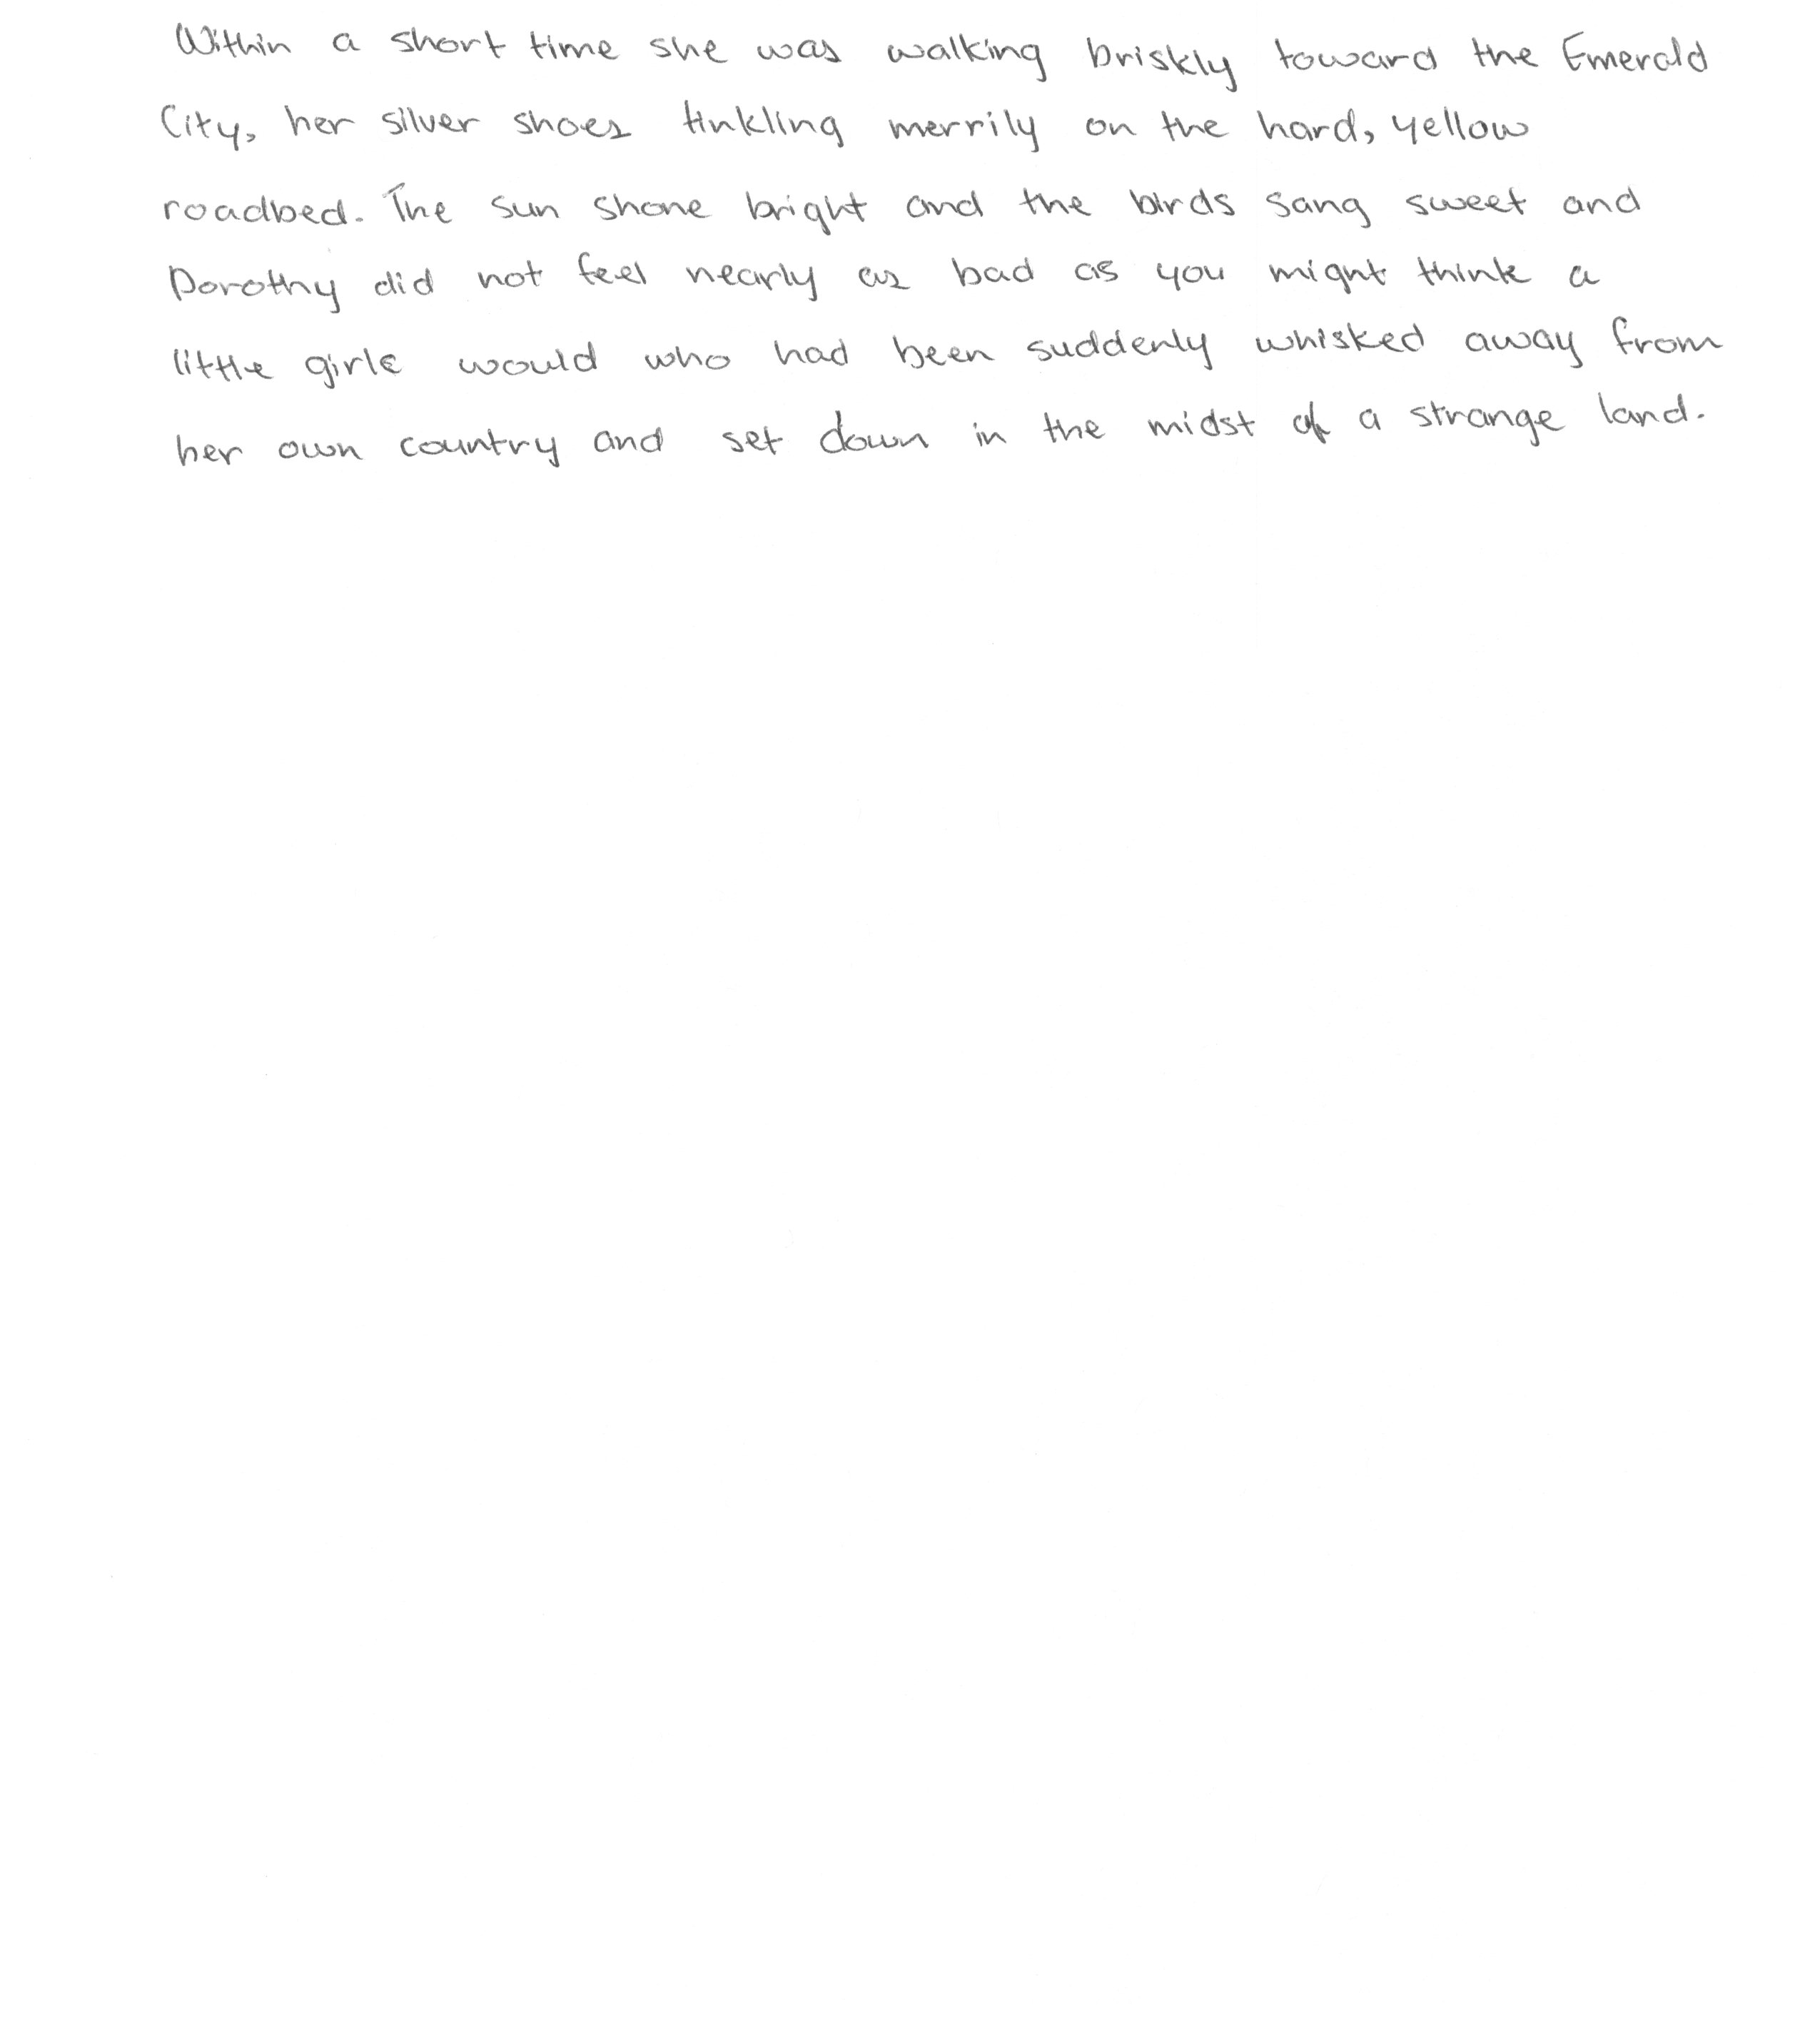 Within a short time she was walking briskly toward the Emerald
City, her silver shoes tinkling merrily on the hard, yellow
roadbed. The sun shone bright and the birds sang sweet and
Dorothy did not feel nearly as bad as you might think a
little girls would who had been suddenly whisked away from
her own country and set down in the midst of a strange land.